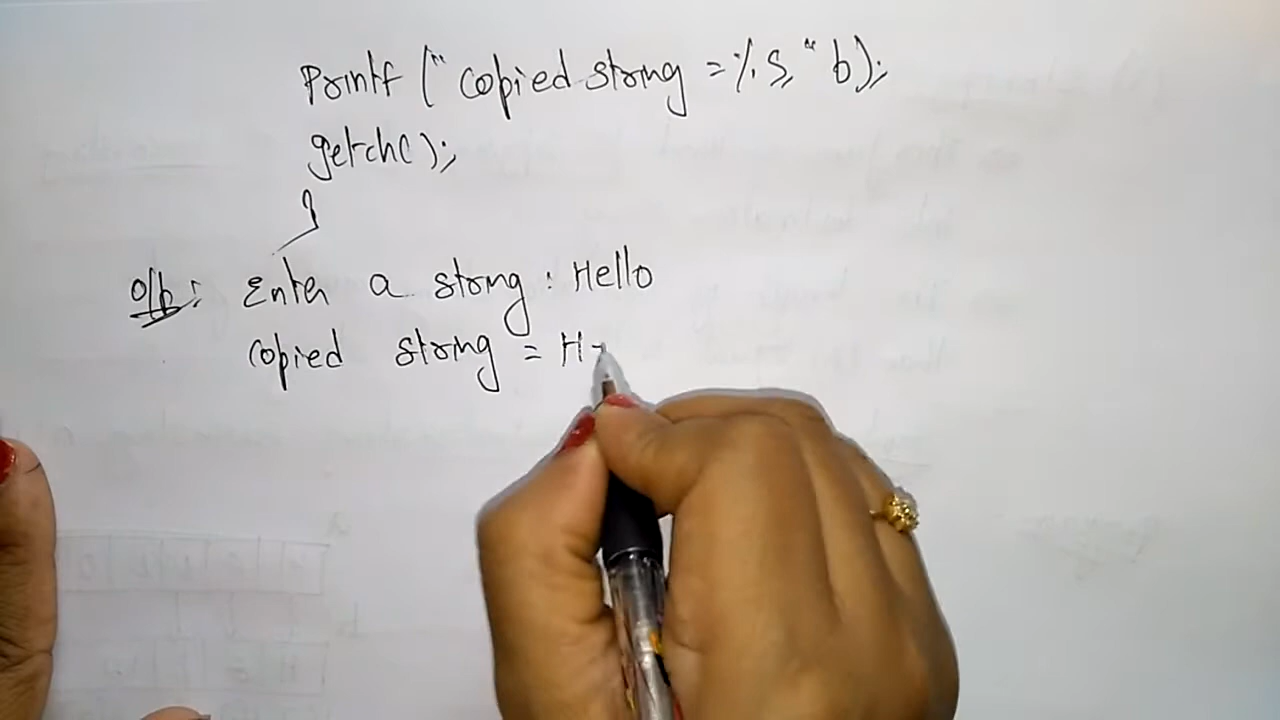 Printf ("Copied string = %s," b);
getch();
}
O/p: Enter a string : Hello
Copied string = H